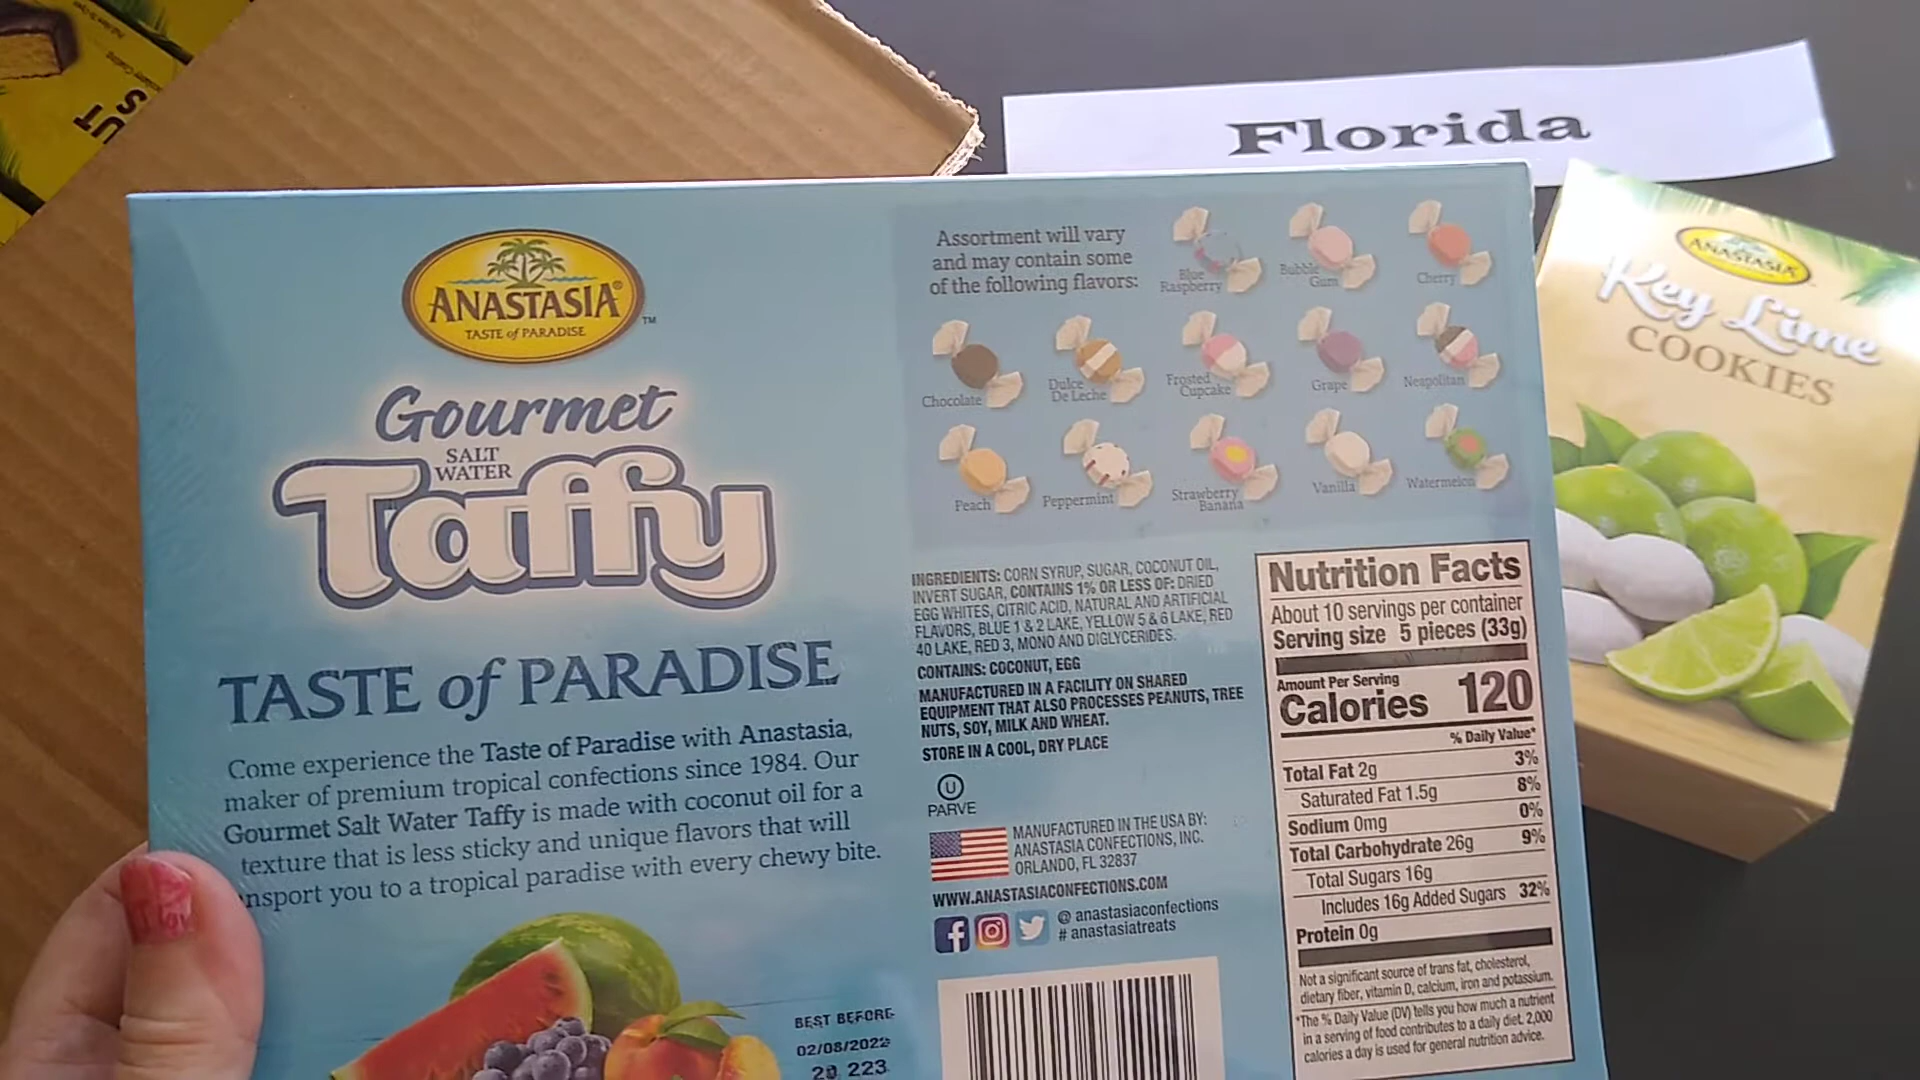 Florida
ANASTASIA®
TASTE of PARADISE
TM
Gourmet
SALT
WATER
Taffy
TASTE of PARADISE
Come experience the Taste of Paradise with Anastasia,
maker of premium tropical confections since 1984. Our
Gourmet Salt Water Taffy is made with coconut oil for a
texture that is less sticky and unique flavors that will
nsport you to a tropical paradise with every chewy bite.
BEST BEFORE
02/08/2022
20 223
Assortment will vary
and may contain some
of the following flavors:
Blue
Raspberry
Bubble
Gum
Cherry
Chocolate
Dulce
De Leche
Frosted
Cupcake
Grape
Neapolitan
Peach
Peppermint
Strawberry
Banana
Vanilla
Watermelon
INGREDIENTS: CORN SYRUP, SUGAR, COCONUT OIL,
INVERT SUGAR, CONTAINS 1% OR LESS OF: DRIED
EGG WHITES, CITRIC ACID, NATURAL AND ARTIFICIAL
FLAVORS, BLUE 1 & 2 LAKE, YELLOW 5 & 6 LAKE, RED
40 LAKE, RED 3, MONO AND DIGLYCERIDES.
CONTAINS: COCONUT, EGG
MANUFACTURED IN A FACILITY ON SHARED
EQUIPMENT THAT ALSO PROCESSES PEANUTS, TREE
NUTS, SOY, MILK AND WHEAT.
STORE IN A COOL, DRY PLACE
U
PARVE
MANUFACTURED IN THE USA BY:
ANASTASIA CONFECTIONS, INC.
ORLANDO, FL 32837
WWW.ANASTASIACONFECTIONS.COM
@ anastasiaconfections
# anastasiatreats
Nutrition Facts
About 10 servings per container
Serving size 5 pieces (33g)
Amount Per Serving
Calories 120
% Daily Value*
Total Fat 2g 3%
Saturated Fat 1.5g 8%
Sodium 0mg 0%
Total Carbohydrate 26g 9%
Total Sugars 16g
Includes 16g Added Sugars 32%
Protein 0g
Not a significant source of trans fat, cholesterol,
dietary fiber, vitamin D, calcium, iron and potassium.
*The % Daily Value (DV) tells you how much a nutrient
in a serving of food contributes to a daily diet. 2,000
calories a day is used for general nutrition advice.
ANASTASIA
Key Lime
COOKIES